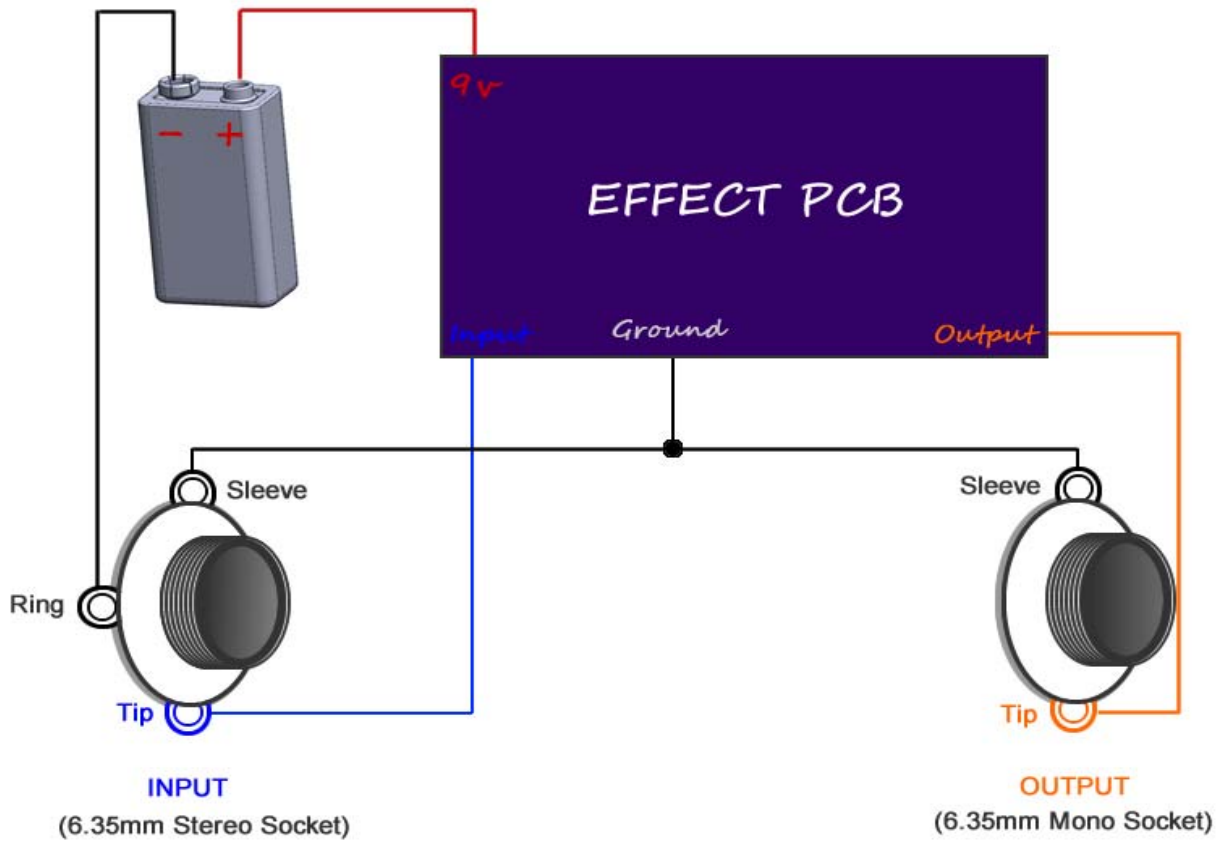 9v
- +
EFFECT PCB
Input
Ground
Output
Sleeve
Sleeve
Ring
Tip
Tip
INPUT
(6.35mm Stereo Socket)
OUTPUT
(6.35mm Mono Socket)